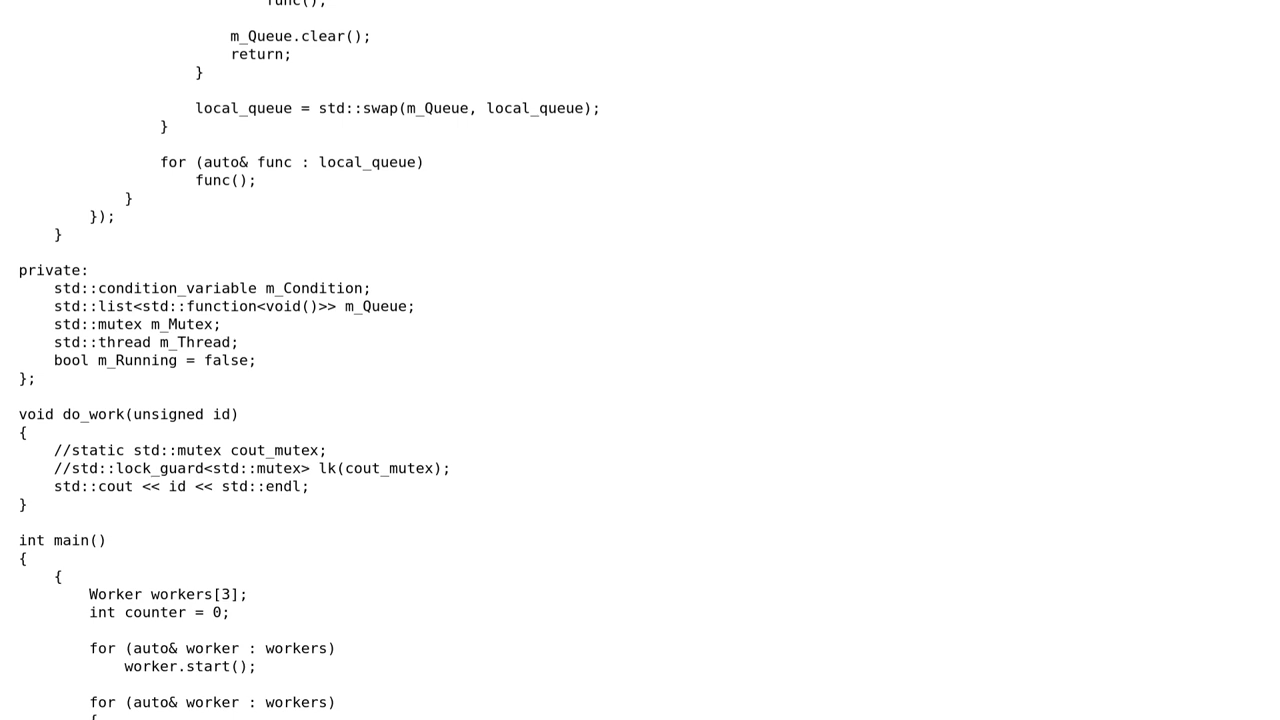 func();

                        m_Queue.clear();
                        return;
                    }

                    local_queue = std::swap(m_Queue, local_queue);
                }

                for (auto& func : local_queue)
                    func();
            }
        });
    }

private:
    std::condition_variable m_Condition;
    std::list<std::function<void()>> m_Queue;
    std::mutex m_Mutex;
    std::thread m_Thread;
    bool m_Running = false;
};

void do_work(unsigned id)
{
    //static std::mutex cout_mutex;
    //std::lock_guard<std::mutex> lk(cout_mutex);
    std::cout << id << std::endl;
}

int main()
{
    {
        Worker workers[3];
        int counter = 0;

        for (auto& worker : workers)
            worker.start();

        for (auto& worker : workers)
        {